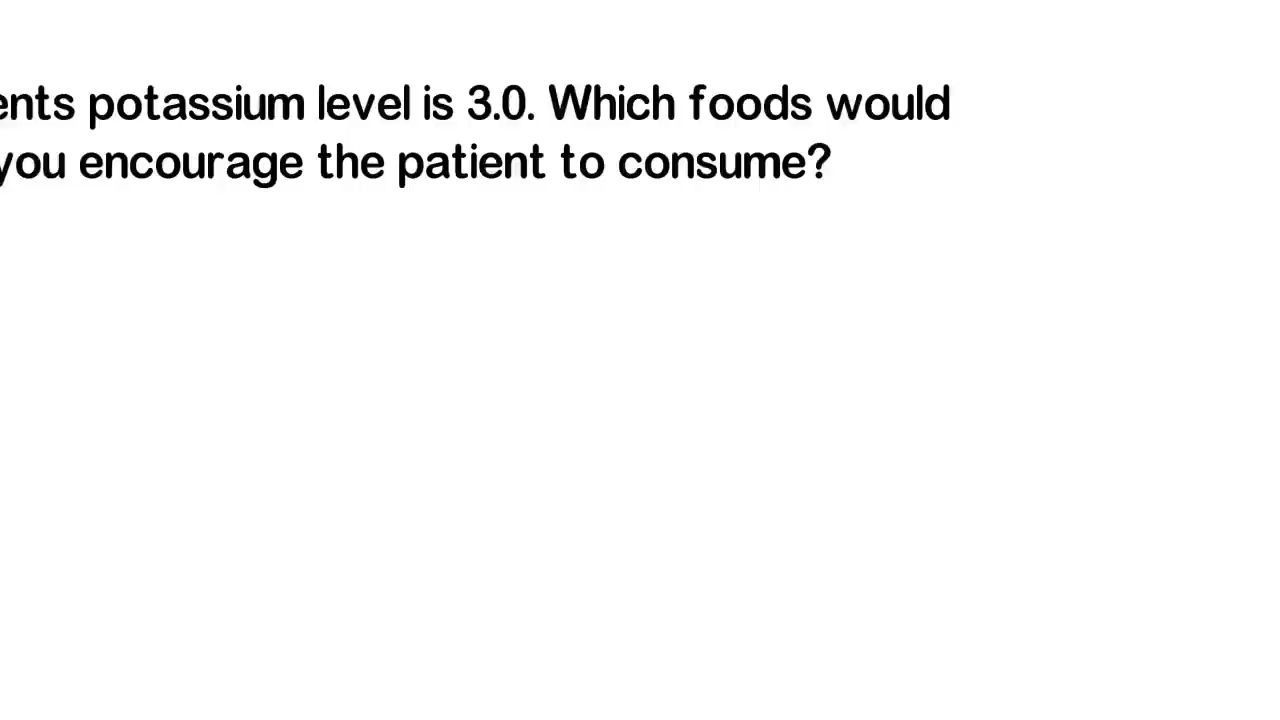 ents potassium level is 3.0. Which foods would
you encourage the patient to consume?